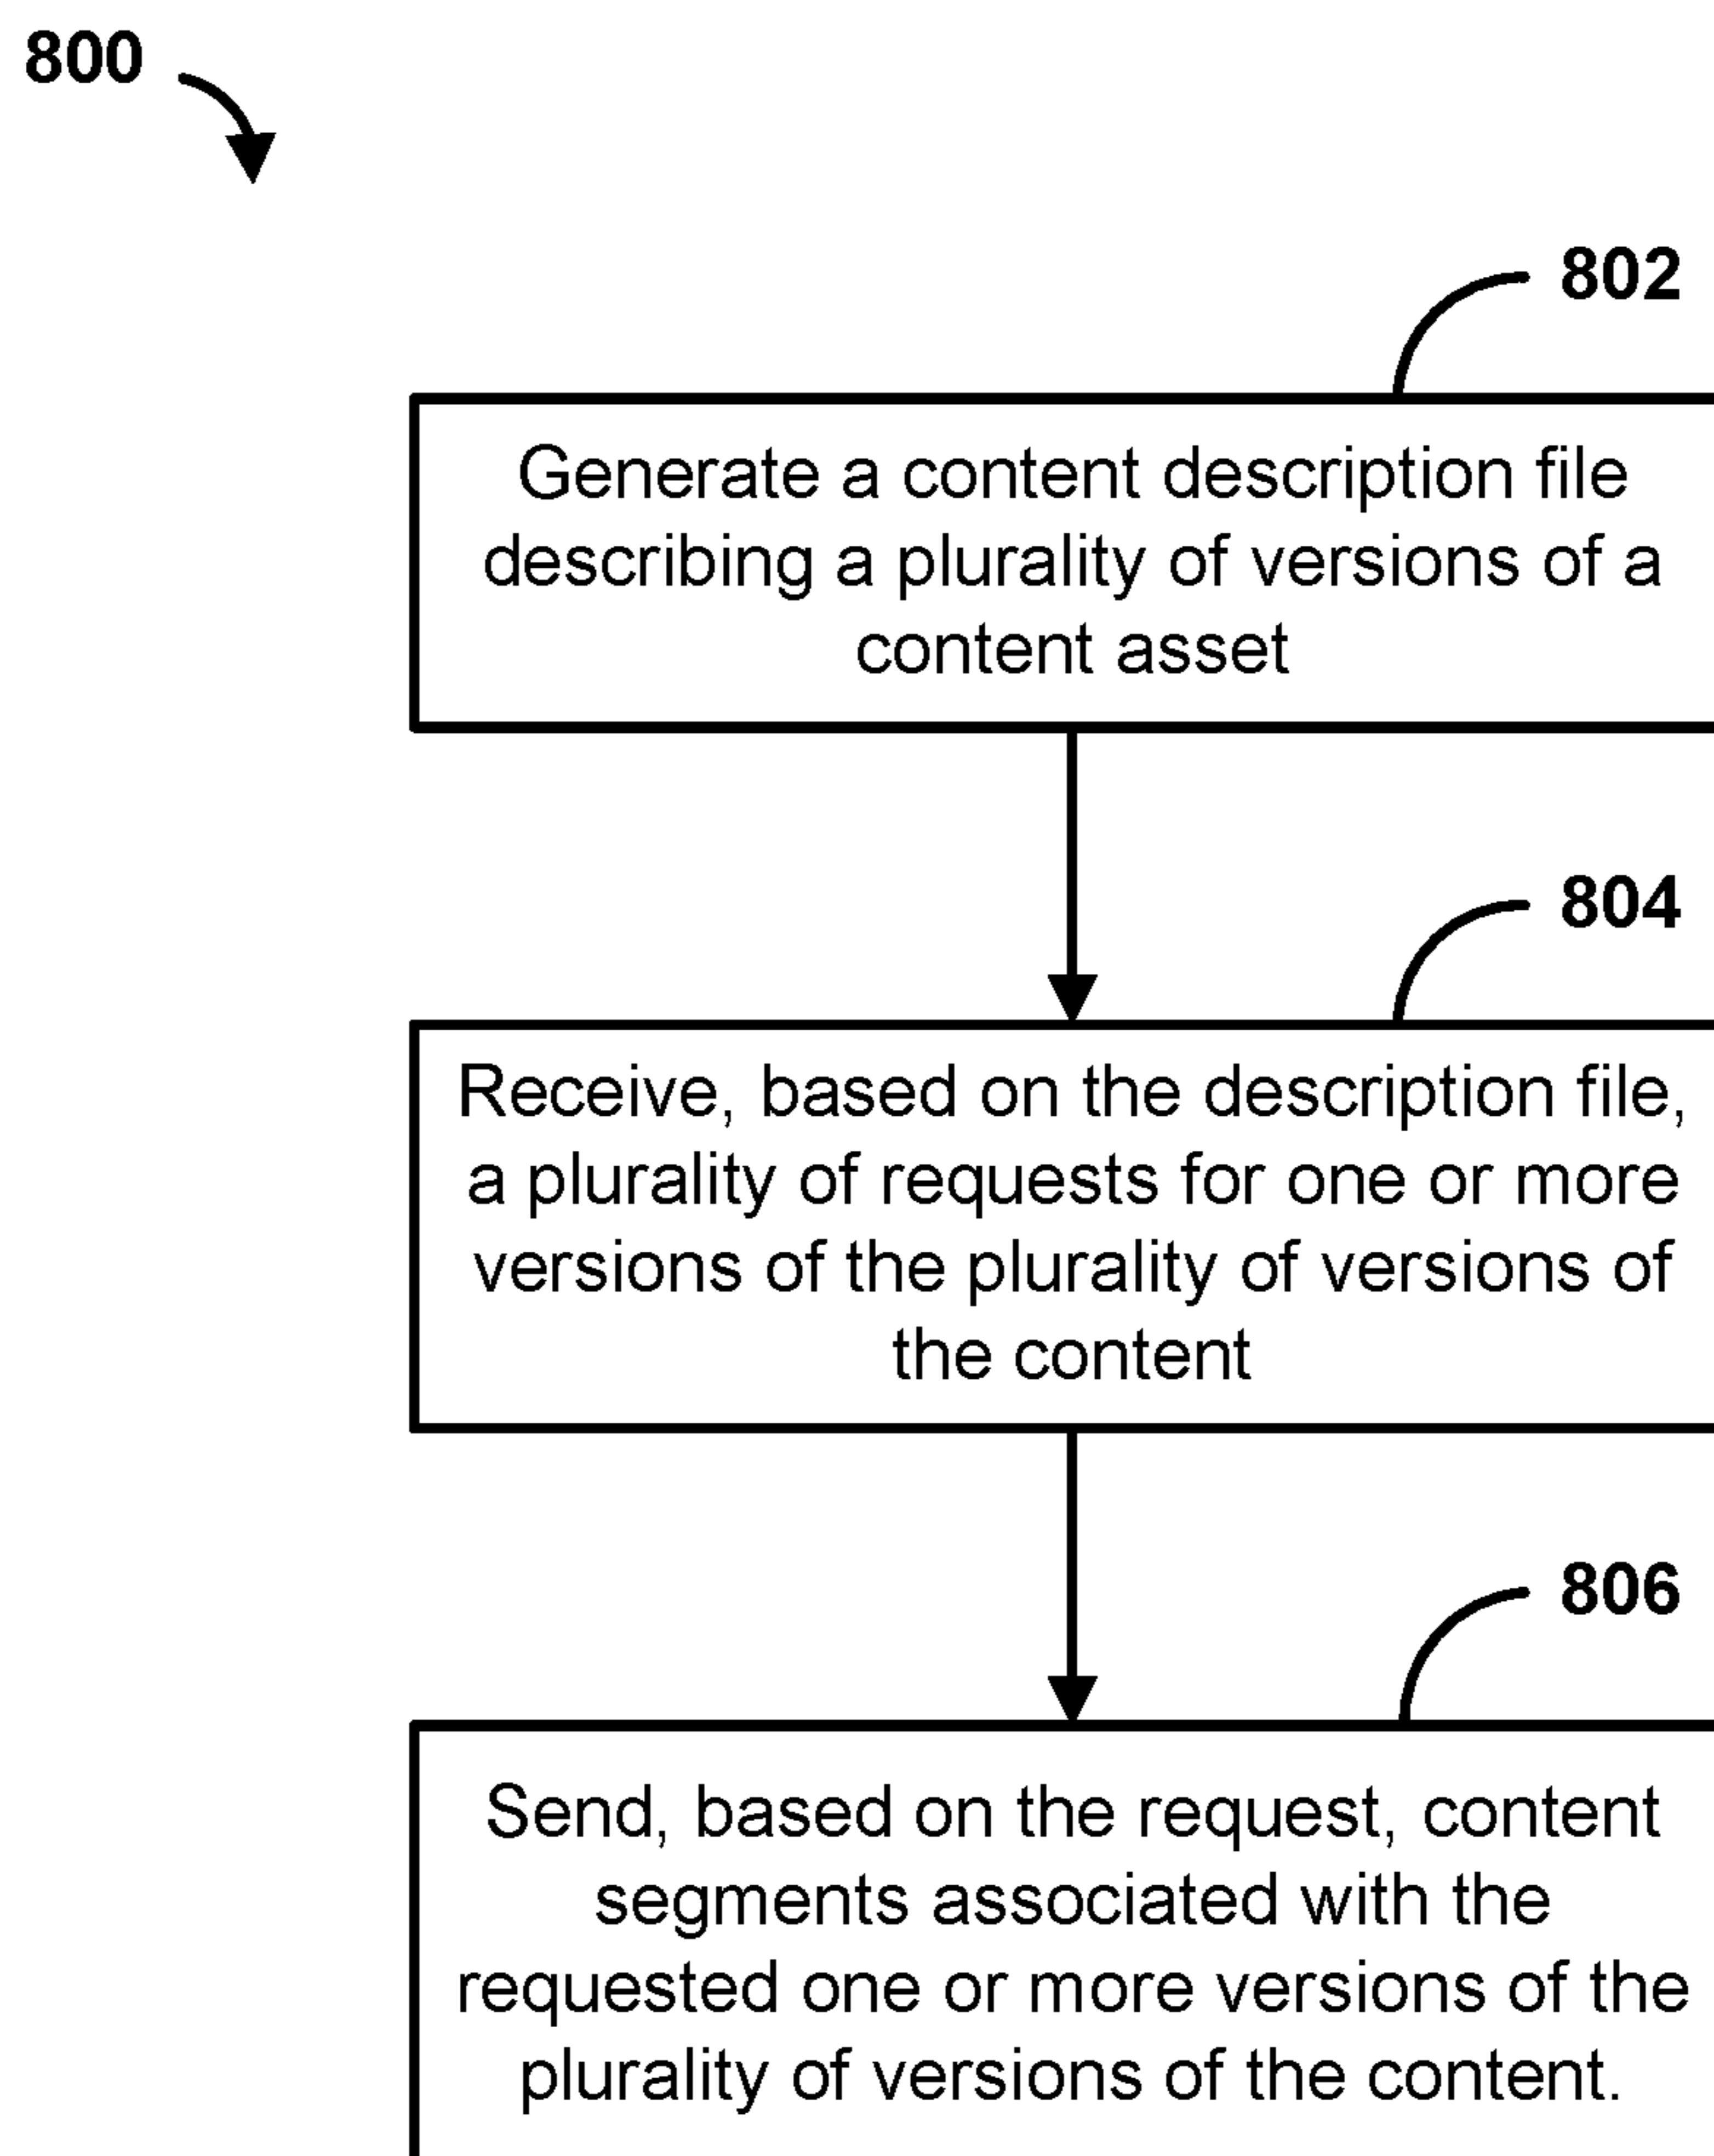 800
802
Generate a content description file
describing a plurality of versions of a
content asset
804
Receive, based on the description file,
a plurality of requests for one or more
versions of the plurality of versions of
the content
806
Send, based on the request, content
segments associated with the
requested one or more versions of the
plurality of versions of the content.